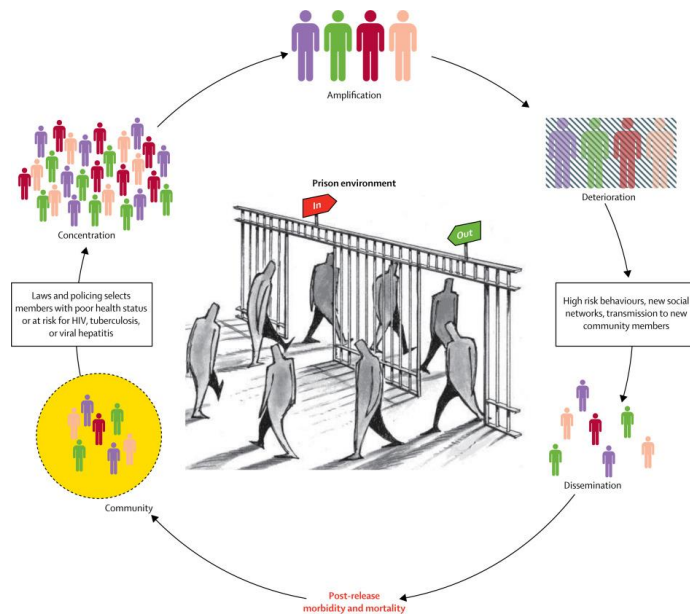 Amplification
Prison environment
In
Out
Deterioration
Concentration
Laws and policing selects
members with poor health status
or at risk for HIV, tuberculosis,
or viral hepatitis
High risk behaviours, new social
networks, transmission to new
community members
Dissemination
Community
Post-release
morbidity and mortality